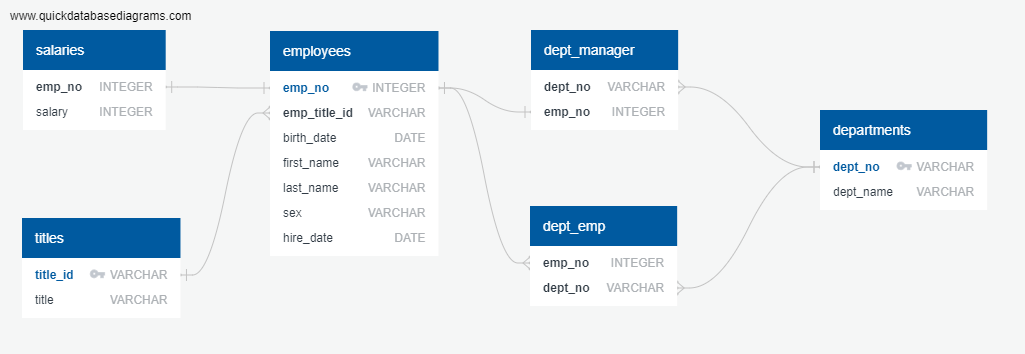 www.quickdatabasediagrams.com
salaries
emp_no INTEGER
salary INTEGER
employees
emp_no INTEGER
emp_title_id VARCHAR
birth_date DATE
first_name VARCHAR
last_name VARCHAR
sex VARCHAR
hire_date DATE
dept_manager
dept_no VARCHAR
emp_no INTEGER
departments
dept_no VARCHAR
dept_name VARCHAR
titles
title_id VARCHAR
title VARCHAR
dept_emp
emp_no INTEGER
dept_no VARCHAR